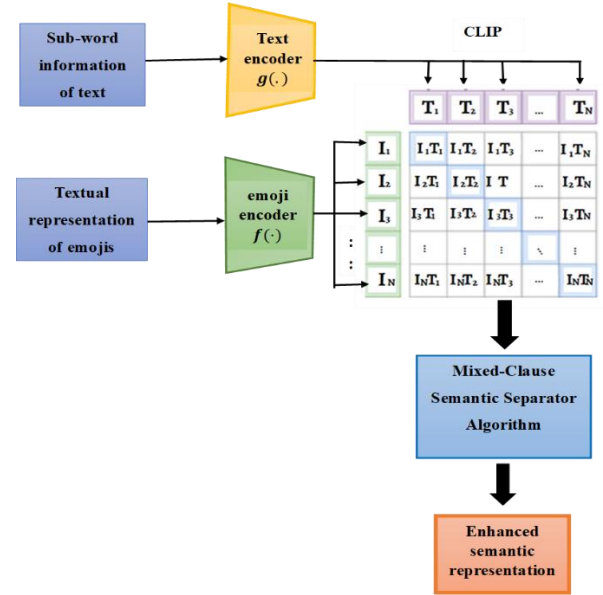 Sub-word
information
of text
Text
encoder
g(.)
CLIP
T1 T2 T3 ... TN
Textual
representation
of emojis
emoji
encoder
f(·)
I1 I1T1 I1T2 I1T3 ... I1TN
I2 I2T1 I2T2 I T ... I2TN
I3 I3T1 I3T2 I3T3 ... I3TN
: : ⋮ ⋮ ⋮ ⋮ ⋱ ⋮
IN INT1 INT2 INT3 ... INTN
Mixed-Clause
Semantic Separator
Algorithm
Enhanced
semantic
representation